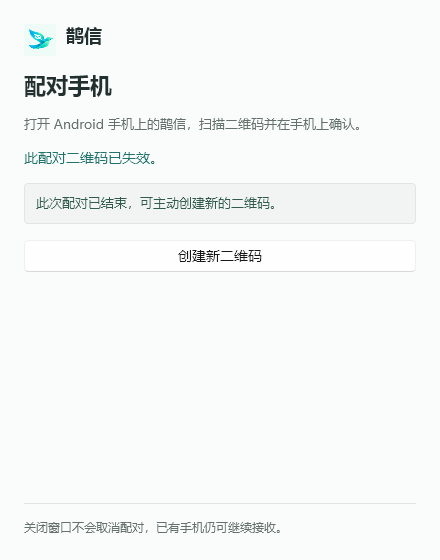 鹊信
配对手机
打开 Android 手机上的鹊信，扫描二维码并在手机上确认。
此配对二维码已失效。
此次配对已结束，可主动创建新的二维码。
创建新二维码
关闭窗口不会取消配对，已有手机仍可继续接收。